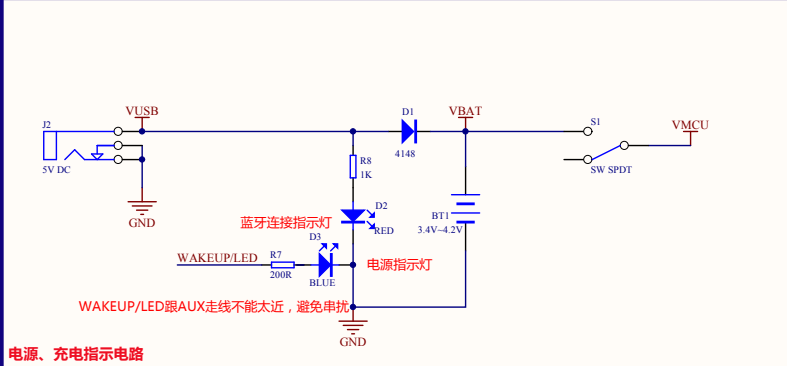 VUSB
D1
VBAT
J2
S1
VMCU
4148
R8
1K
5V DC
SW SPDT
D2
BT1
GND
蓝牙连接指示灯
RED
3.4V~4.2V
D3
WAKEUP/LED
R7
电源指示灯
200R
BLUE
WAKEUP/LED跟AUX走线不能太近，避免串扰
GND
电源、充电指示电路